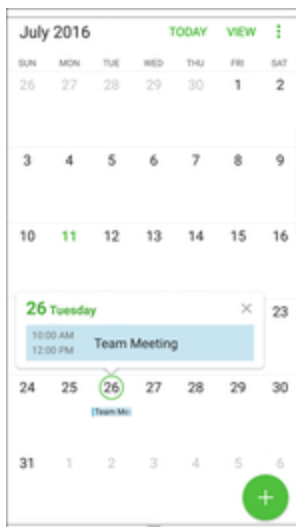 July 2016 TODAY VIEW
SUN MON TUE WED THU FRI SAT
26 27 28 29 30 1 2
3 4 5 6 7 8 9
10 11 12 13 14 15 16
26 Tuesday
23
10:00 AM
12:00 PM
Team Meeting
24 25 26 27 28 29 30
Team Me
31 1 2 3 4 5 6